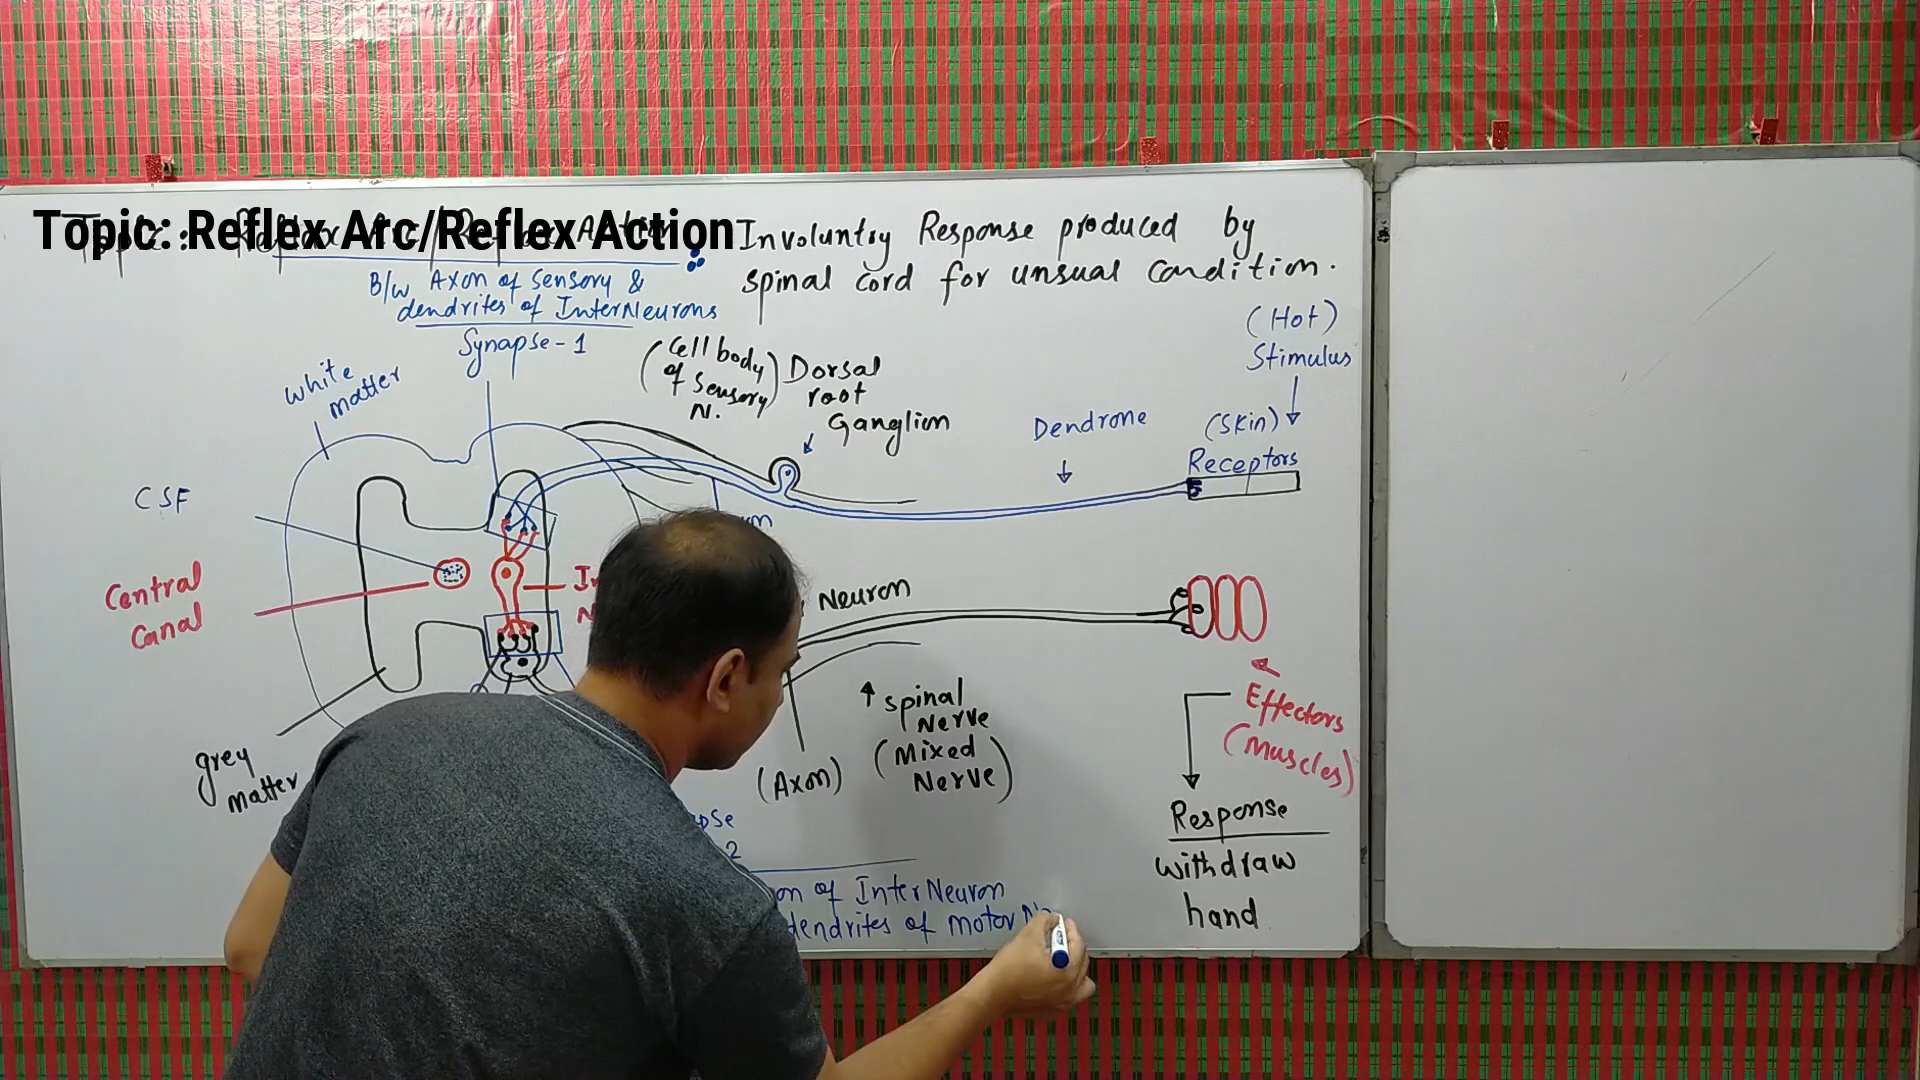 Topic: Reflex Arc/Reflex Action
Involuntry Response produced by
spinal cord for unsual condition.
B/w Axon of sensory &
dendrites of InterNeurons
Synapse-1
(Hot)
Stimulus
(Cell body
of sensory
N.)
Dorsal
root
Ganglion
White
matter
Dendrone
(Skin)
Receptors
CSF
Central
Canal
Neuron
Effectors
(Muscles)
spinal
Nerve
(Mixed
Nerve)
grey
matter
(Axon)
Response
withdraw
hand
2
of InterNeuron
dendrites of motor